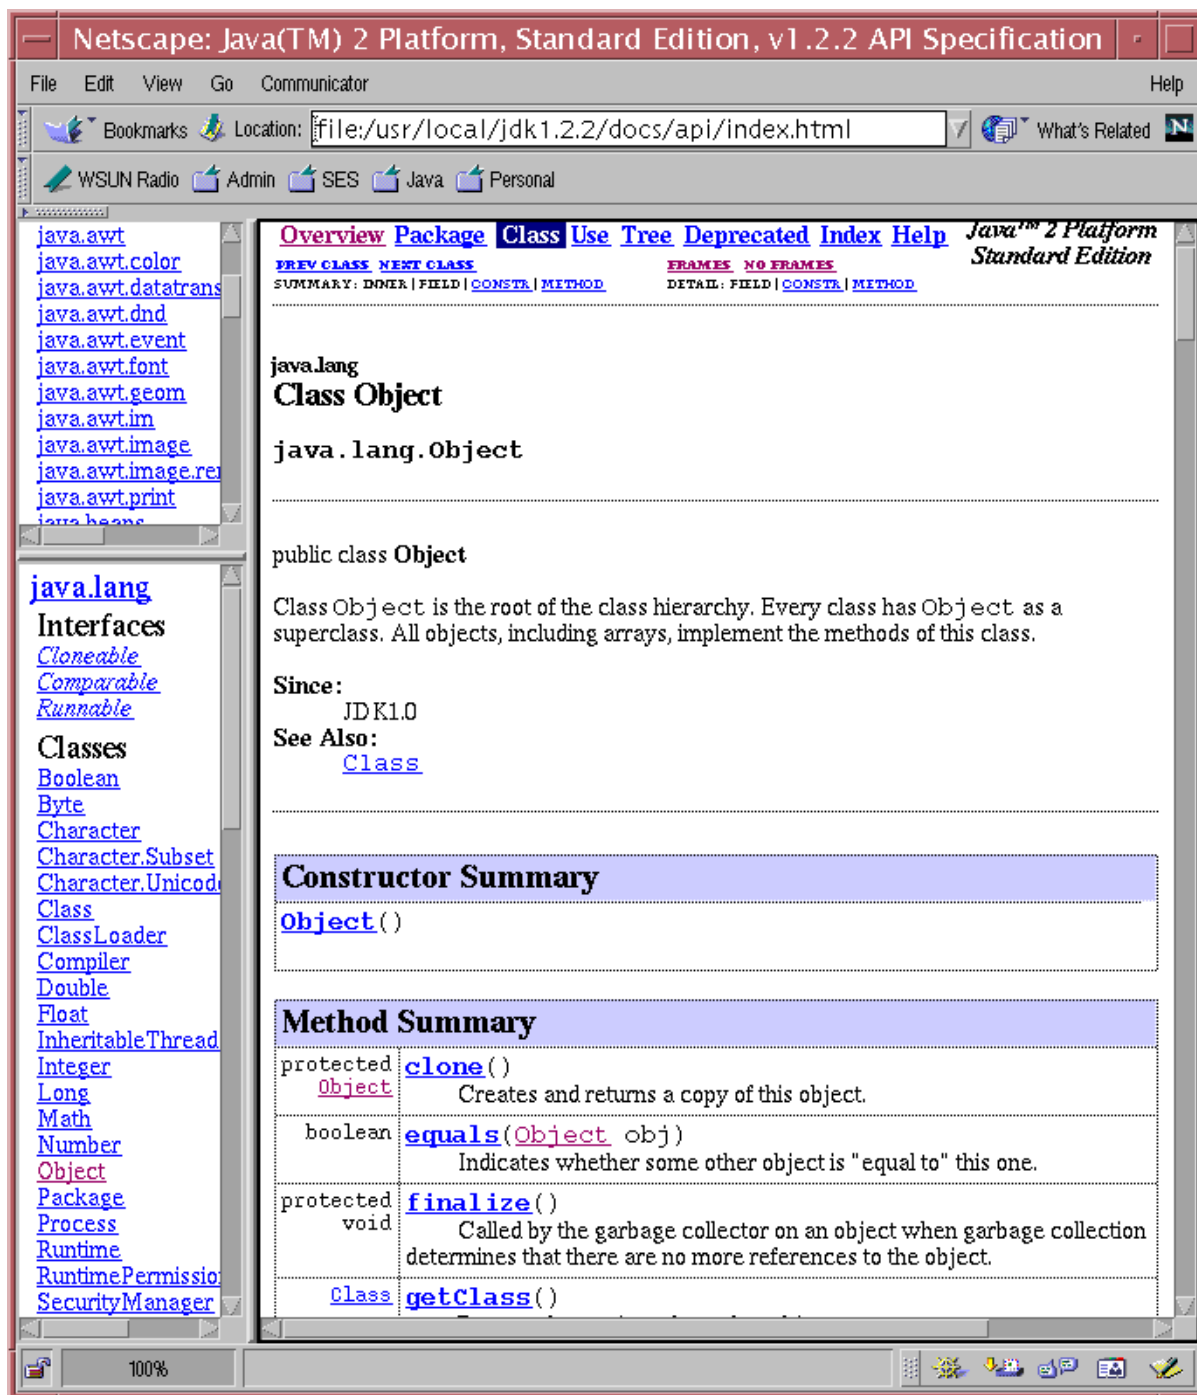 Netscape: Java(TM) 2 Platform, Standard Edition, v1.2.2 API Specification
File Edit View Go Communicator Help
Bookmarks Location: file:/usr/local/jdk1.2.2/docs/api/index.html What's Related N
WSUN Radio Admin SES Java Personal
java.awt
java.awt.color
java.awt.datatrans
java.awt.dnd
java.awt.event
java.awt.font
java.awt.geom
java.awt.im
java.awt.image
java.awt.image.rei
java.awt.print
java.beans
java.lang
Interfaces
Cloneable
Comparable
Runnable
Classes
Boolean
Byte
Character
Character.Subset
Character.Unicode
Class
ClassLoader
Compiler
Double
Float
InheritableThread
Integer
Long
Math
Number
Object
Package
Process
Runtime
RuntimePermissio
SecurityManager
Overview Package Class Use Tree Deprecated Index Help
Java™ 2 Platform
Standard Edition
PREV CLASS NEXT CLASS FRAMES NO FRAMES
SUMMARY: INNER | FIELD | CONSTR | METHOD DETAIL: FIELD | CONSTR | METHOD
java.lang
Class Object
java.lang.Object
public class Object
Class Object is the root of the class hierarchy. Every class has Object as a
superclass. All objects, including arrays, implement the methods of this class.
Since:
JDK1.0
See Also:
Class
Constructor Summary
Object()
Method Summary
protected Object clone()
Creates and returns a copy of this object.
boolean equals(Object obj)
Indicates whether some other object is "equal to" this one.
protected void finalize()
Called by the garbage collector on an object when garbage collection
determines that there are no more references to the object.
Class getClass()
100%